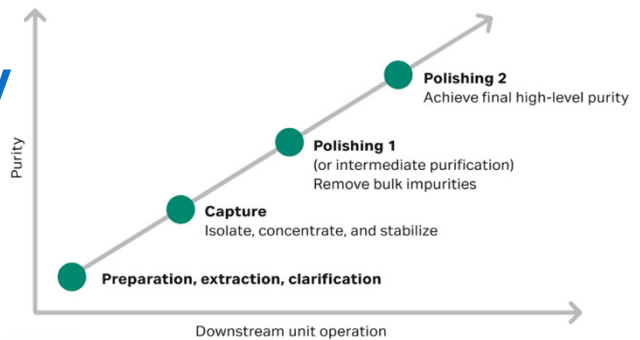 Polishing 2
Achieve final high-level purity
Polishing 1
(or intermediate purification)
Remove bulk impurities
Capture
Isolate, concentrate, and stabilize
Preparation, extraction, clarification
Purity
Downstream unit operation